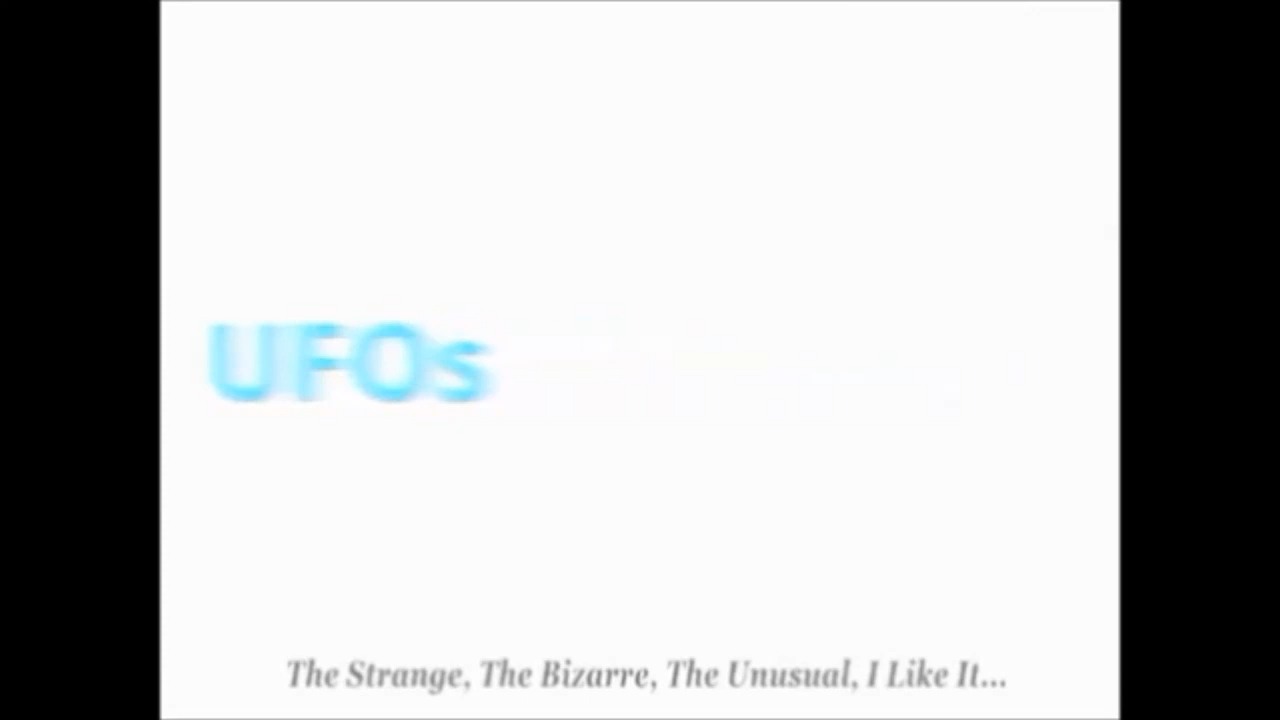 UFOs
The Strange, The Bizarre, The Unusual, I Like It...